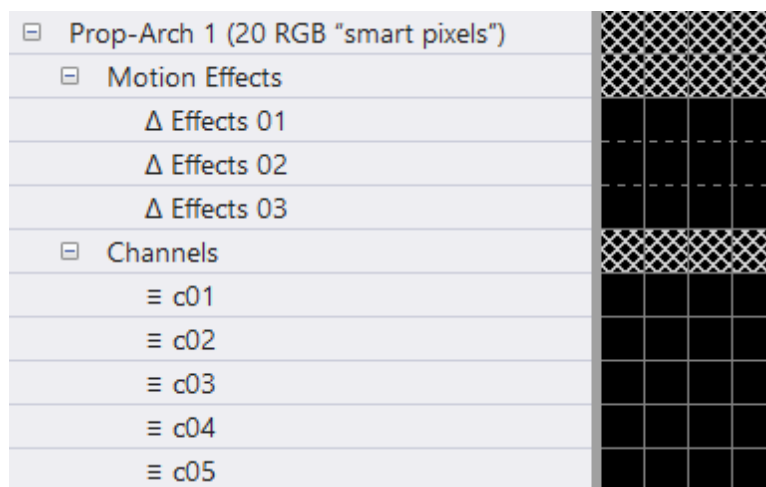 Prop-Arch 1 (20 RGB “smart pixels”)
Motion Effects
Δ Effects 01
Δ Effects 02
Δ Effects 03
Channels
≡ c01
≡ c02
≡ c03
≡ c04
≡ c05